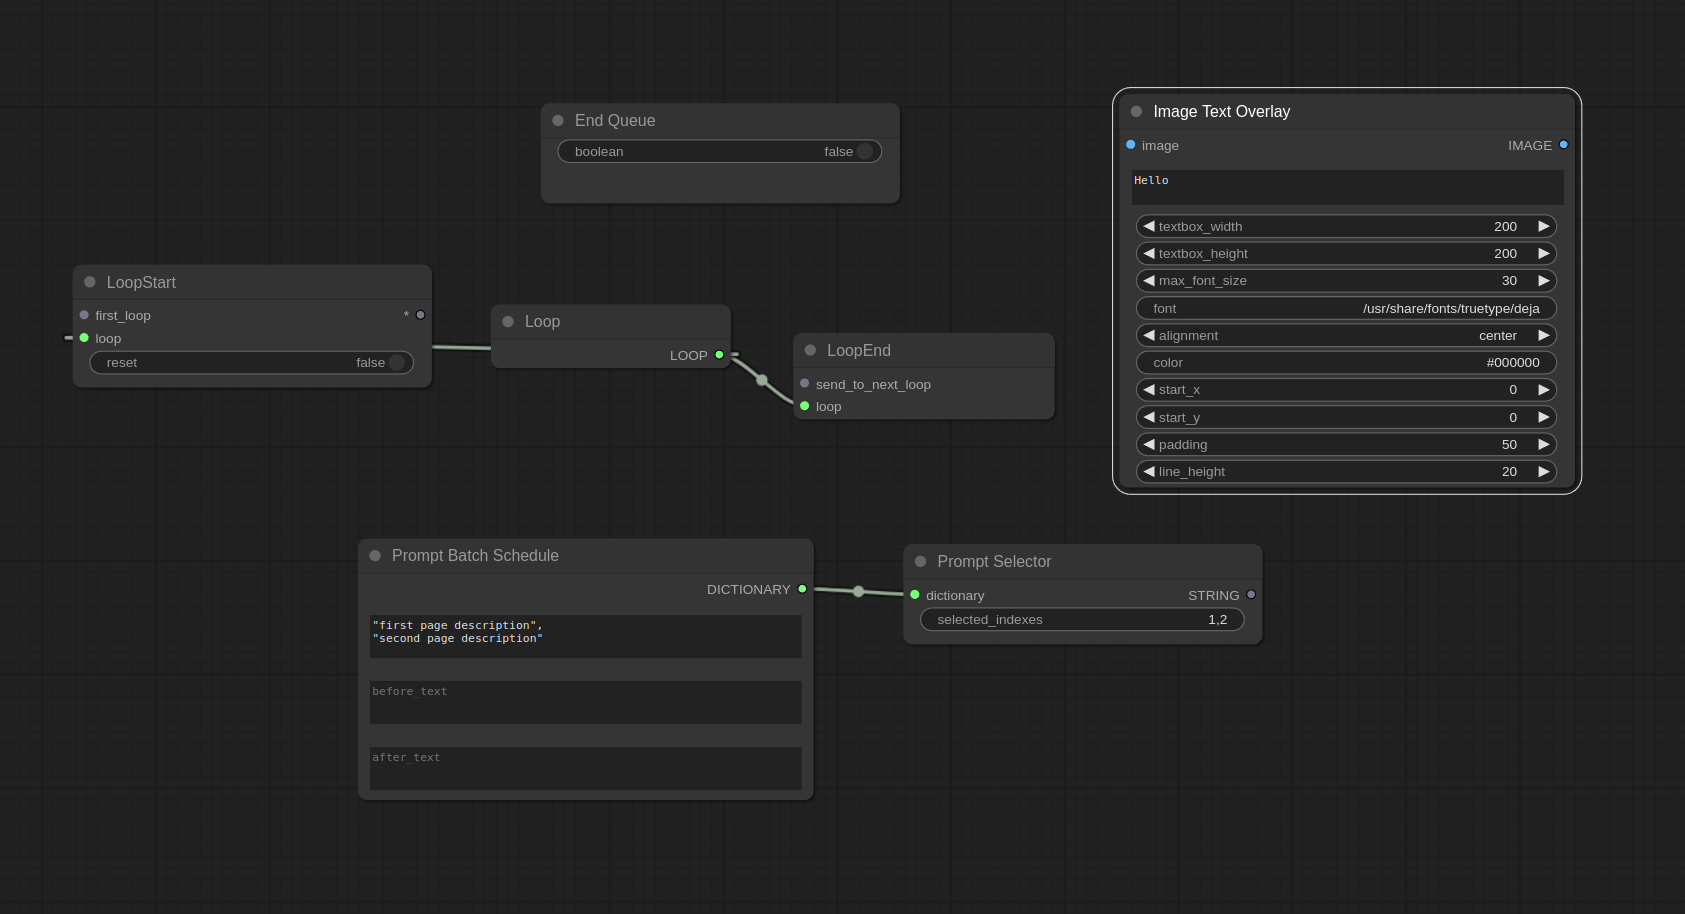 End Queue
boolean false
Image Text Overlay
image IMAGE
Hello
textbox_width 200
textbox_height 200
max_font_size 30
font /usr/share/fonts/truetype/deja
alignment center
color #000000
start_x 0
start_y 0
padding 50
line_height 20
LoopStart
first_loop *
loop
reset false
Loop
LOOP
LoopEnd
send_to_next_loop
loop
Prompt Batch Schedule
DICTIONARY
"first page description",
"second page description"
before_text
after_text
Prompt Selector
dictionary STRING
selected_indexes 1,2